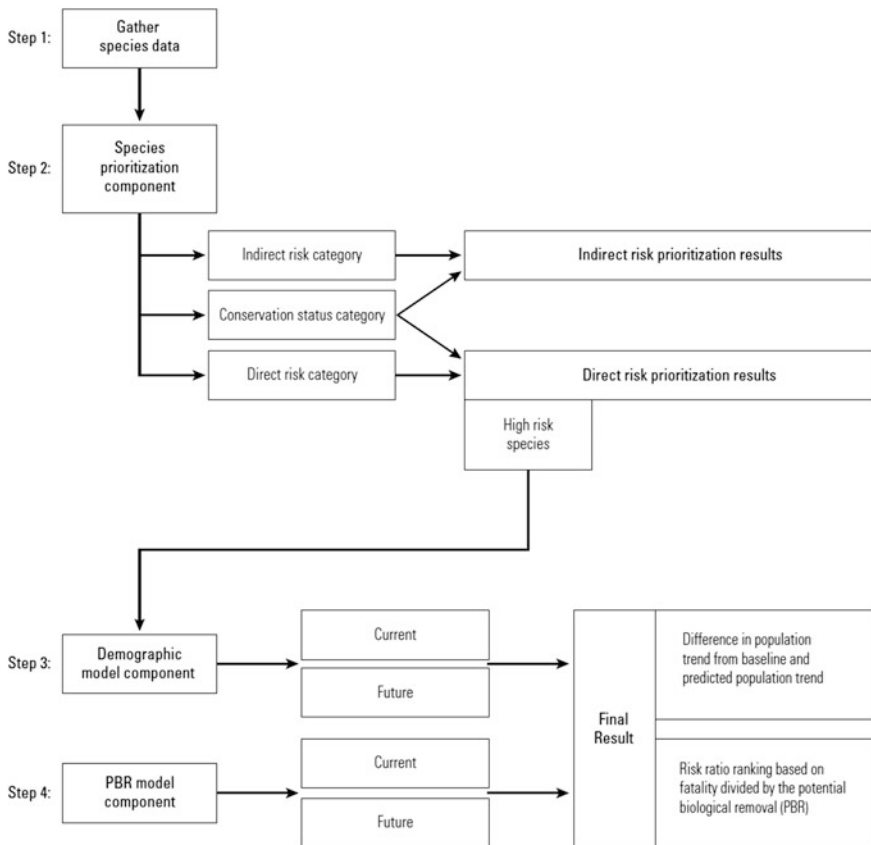 Step 1:
Gather
species data
Step 2:
Species
prioritization
component
Indirect risk category
Indirect risk prioritization results
Conservation status category
Direct risk category
Direct risk prioritization results
High risk
species
Step 3:
Demographic
model component
Current
Future
Final
Result
Difference in population
trend from baseline and
predicted population trend
Step 4:
PBR model
component
Current
Future
Risk ratio ranking based on
fatality divided by the potential
biological removal (PBR)